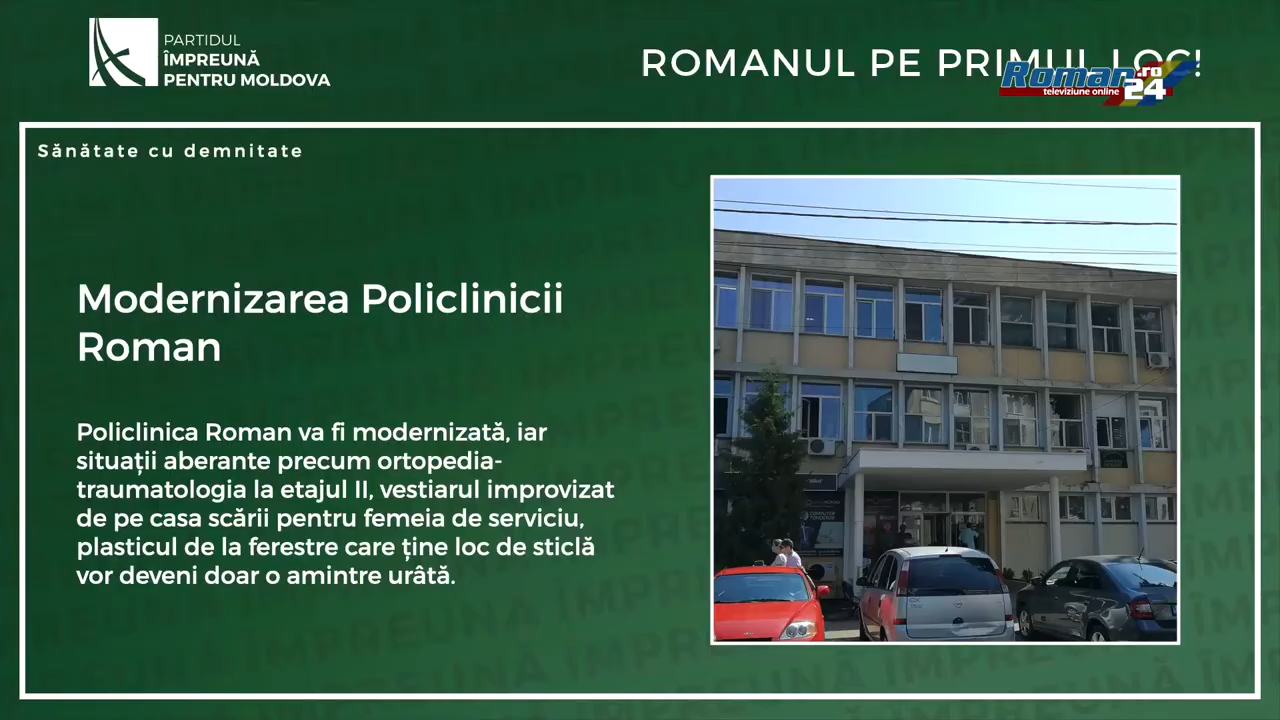 PARTIDUL
ÎMPREUNĂ
PENTRU MOLDOVA
ROMANUL PE PRIMUL LOC!
Roman.ro
televiziune online 24
Sănătate cu demnitate
Modernizarea Policlinicii
Roman
Policlinica Roman va fi modernizată, iar
situații aberante precum ortopedia-
traumatologia la etajul II, vestiarul improvizat
de pe casa scării pentru femeia de serviciu,
plasticul de la ferestre care ține loc de sticlă
vor deveni doar o amintre urâtă.